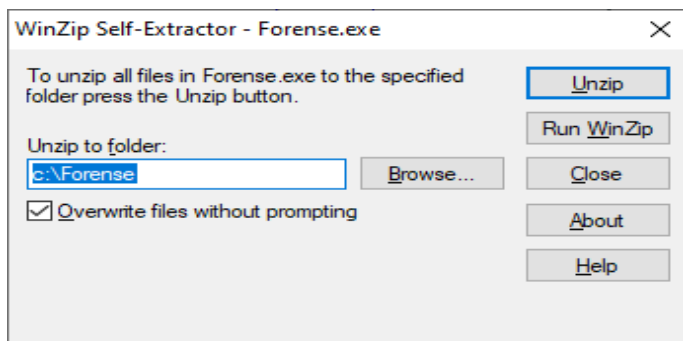 WinZip Self-Extractor - Forense.exe
To unzip all files in Forense.exe to the specified
folder press the Unzip button.
Unzip to folder:
c:\Forense
Browse...
Overwrite files without prompting
Unzip
Run WinZip
Close
About
Help